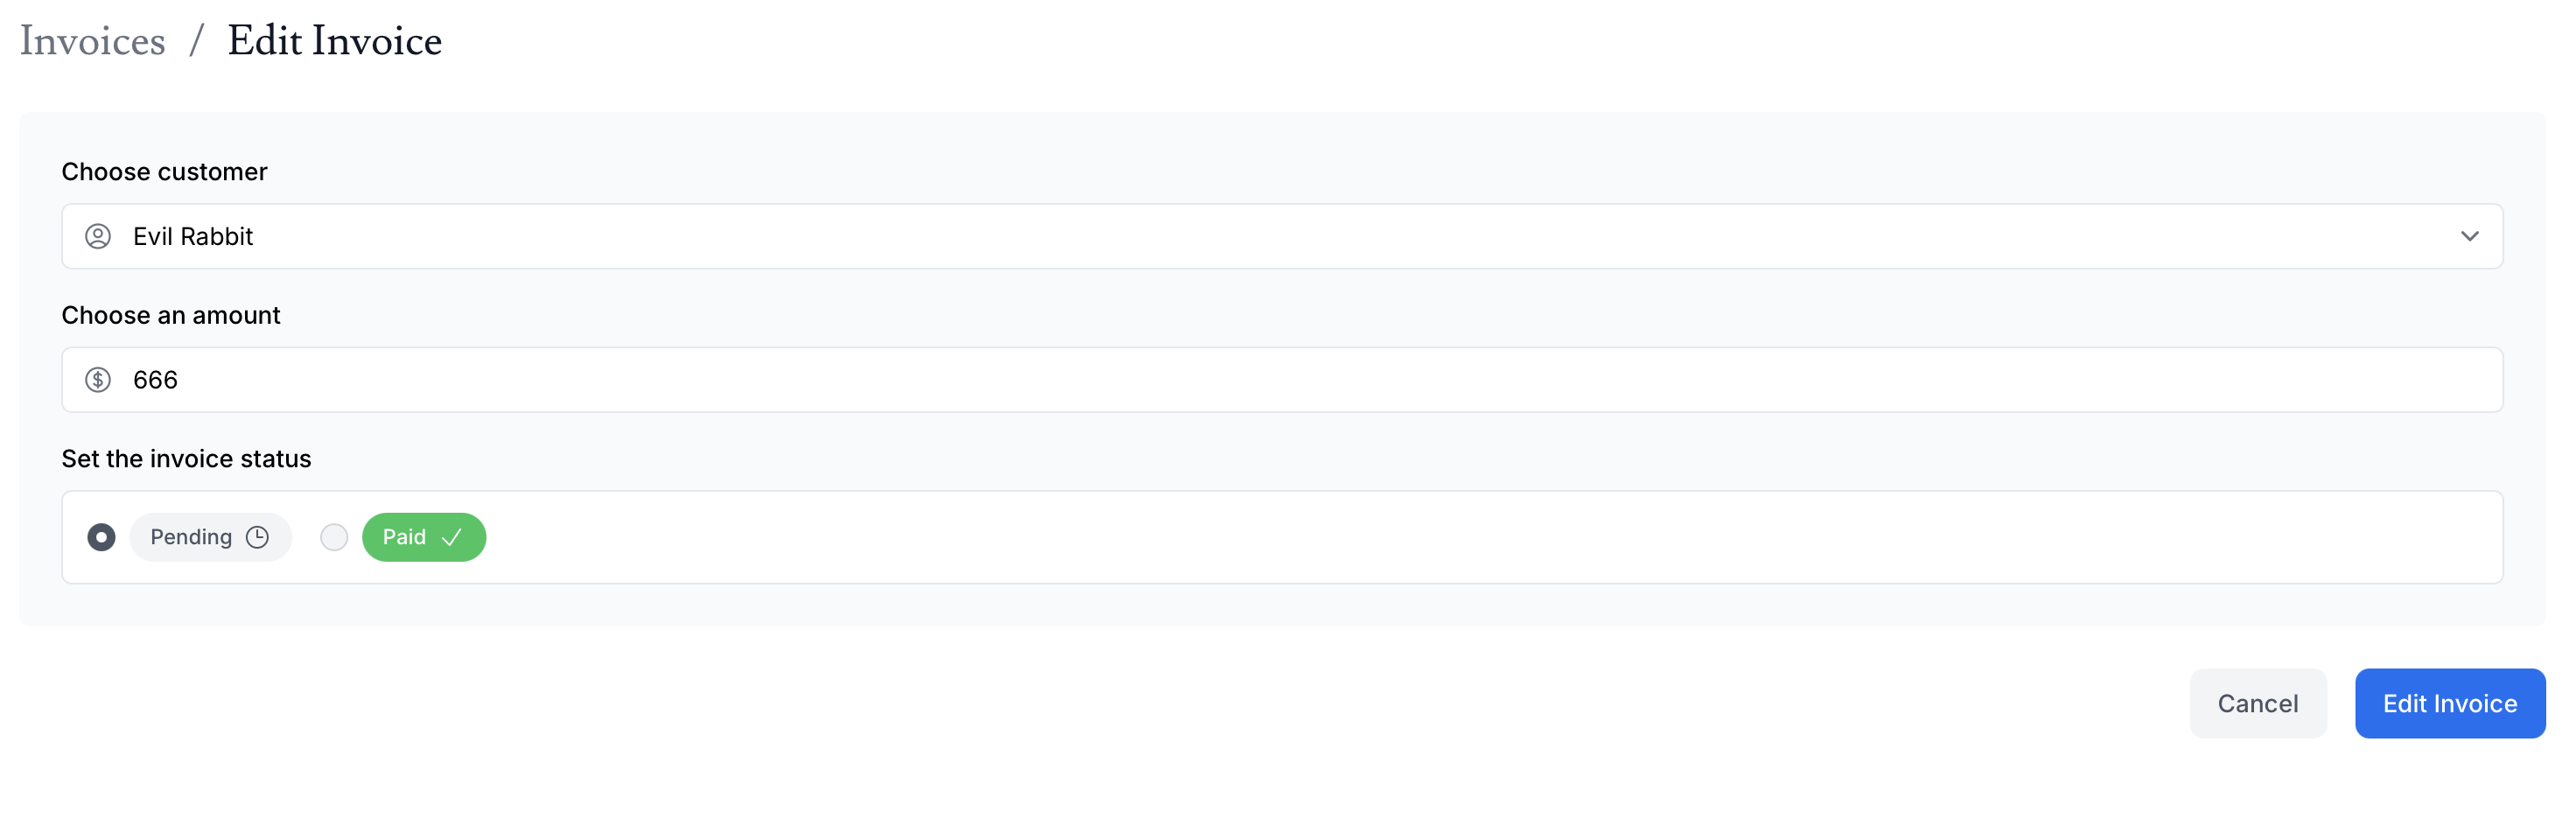 Invoices / Edit Invoice
Choose customer
Evil Rabbit
Choose an amount
666
Set the invoice status
Pending Paid
Cancel Edit Invoice